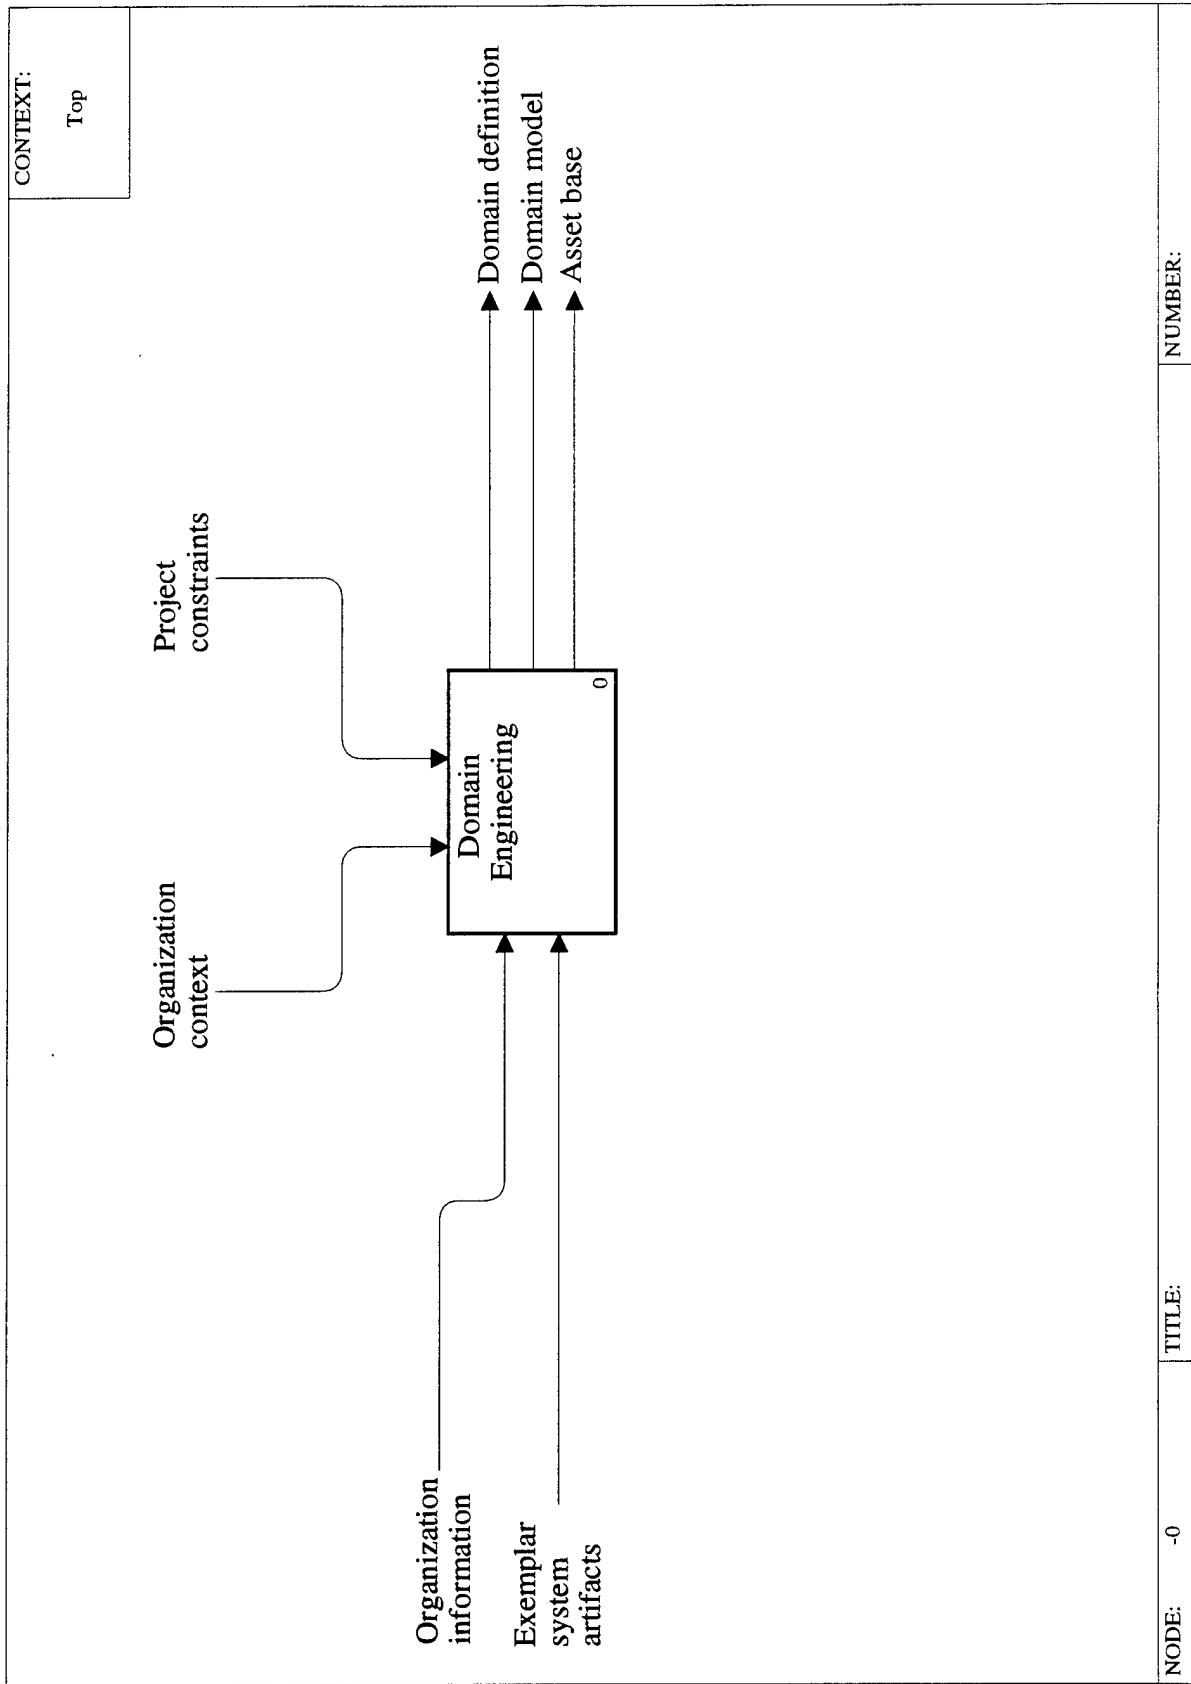 CONTEXT:
Top
Project
constraints
Organization
context
Domain
Engineering
0
Domain definition
Domain model
Asset base
Organization
information
Exemplar
system
artifacts
NODE: -0
TITLE:
NUMBER: